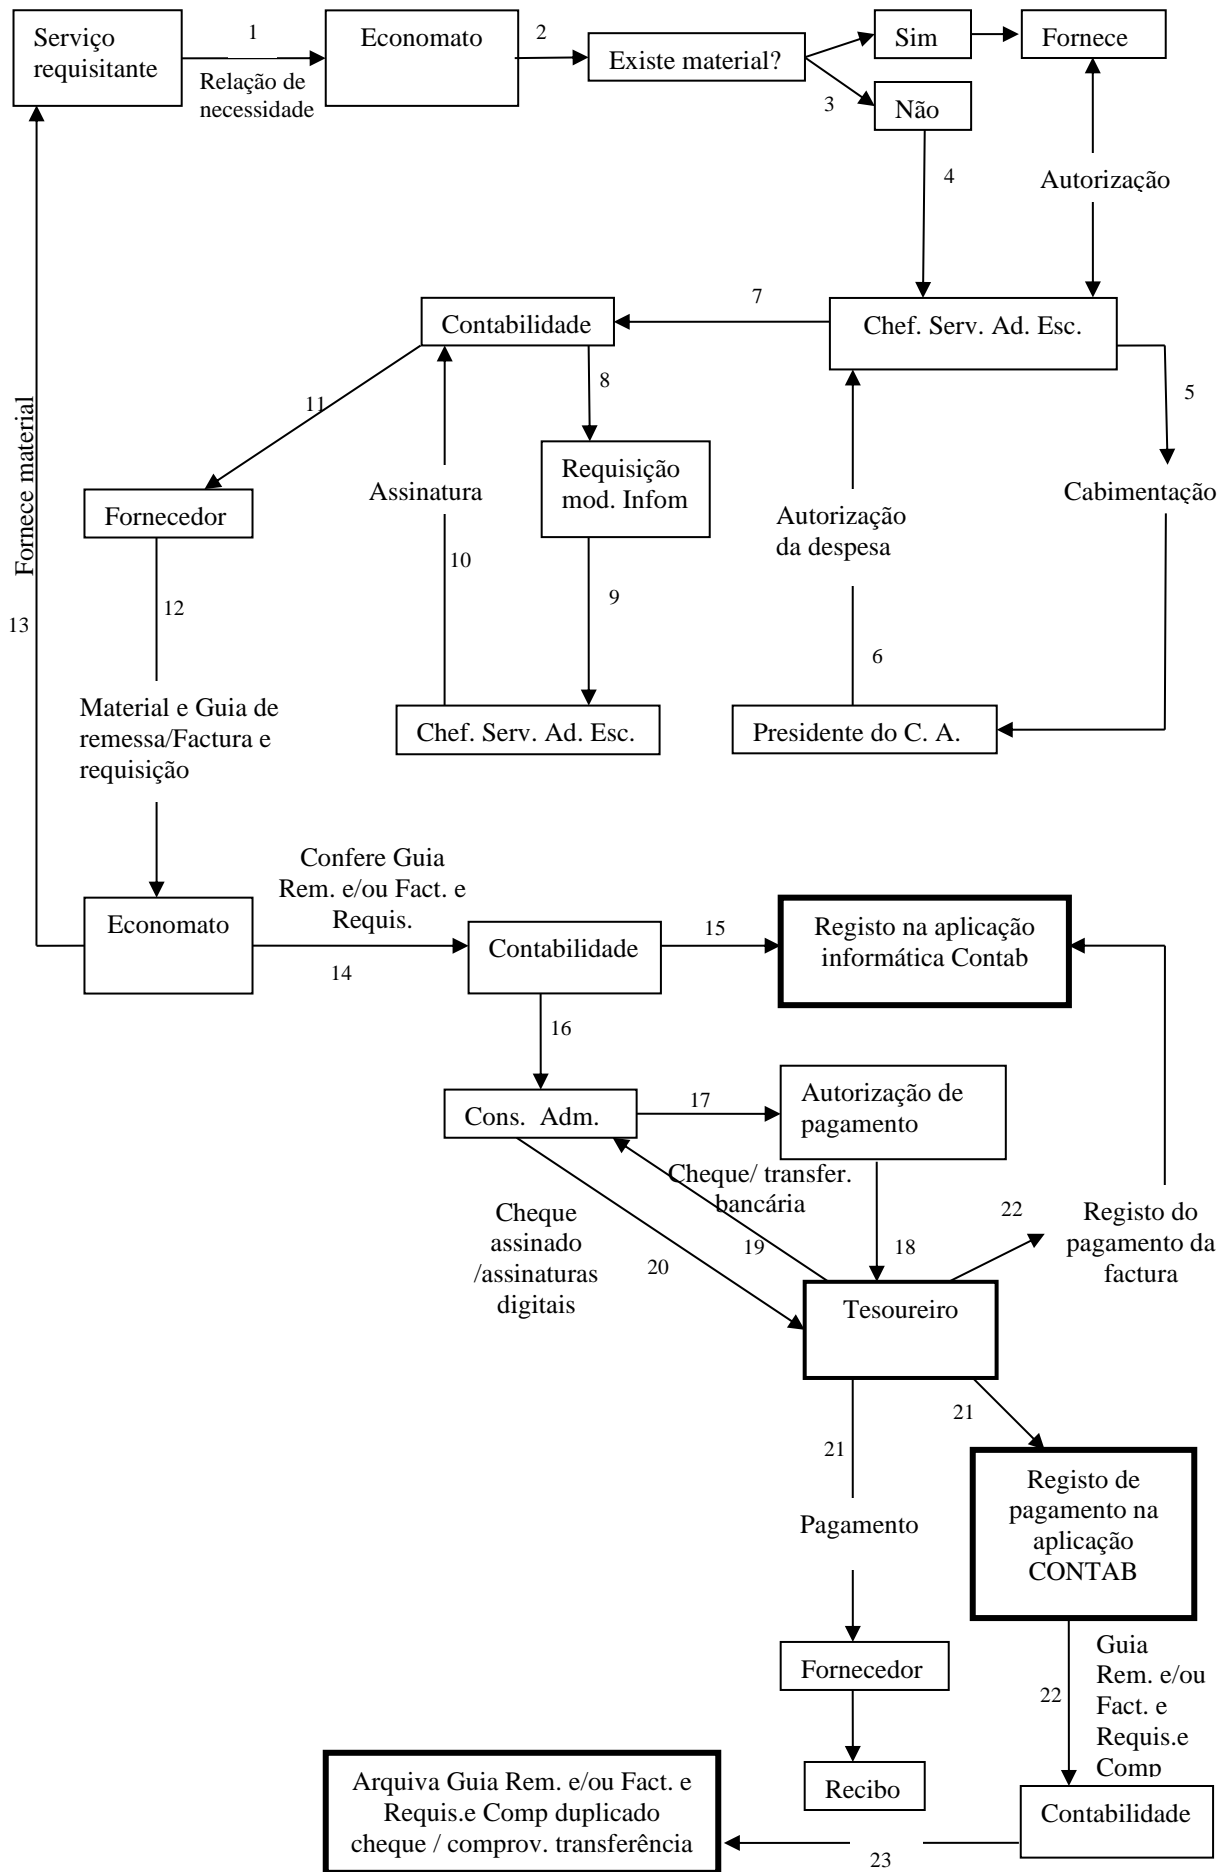 Serviço
requisitante
1
Relação de
necessidade
Economato
2
Existe material?
Sim
Fornece
3
Não
4
Autorização
Contabilidade
7
Chef. Serv. Ad. Esc.
5
8
11
Fornece material
Requisição
mod. Infom
Assinatura
Autorização
da despesa
Cabimentação
Fornecedor
10
9
12
13
6
Material e Guia de
remessa/Factura e
requisição
Chef. Serv. Ad. Esc.
Presidente do C. A.
Confere Guia
Rem. e/ou Fact. e
Requis.
Economato
14
Contabilidade
15
Registo na aplicação
informática Contab
16
Cons. Adm.
17
Autorização de
pagamento
Cheque/ transfer.
bancária
Cheque
assinado
/assinaturas
digitais
20
19
18
22
Registo do
pagamento da
factura
Tesoureiro
21
21
Pagamento
Registo de
pagamento na
aplicação
CONTAB
Fornecedor
22
Guia
Rem. e/ou
Fact. e
Requis.e
Comp
Recibo
Contabilidade
23
Arquiva Guia Rem. e/ou Fact. e
Requis.e Comp duplicado
cheque / comprov. transferência